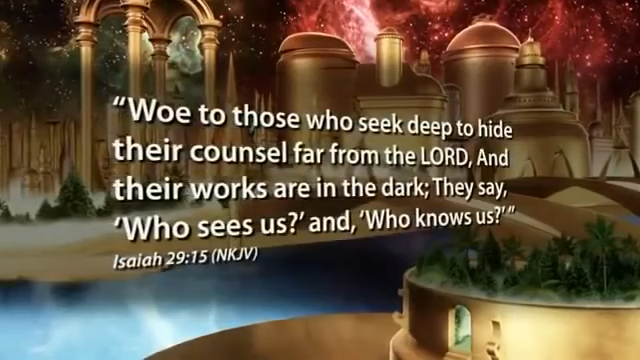 “Woe to those who seek deep to hide
their counsel far from the LORD, And
their works are in the dark; They say,
‘Who sees us?’ and, ‘Who knows us?’”
Isaiah 29:15 (NKJV)